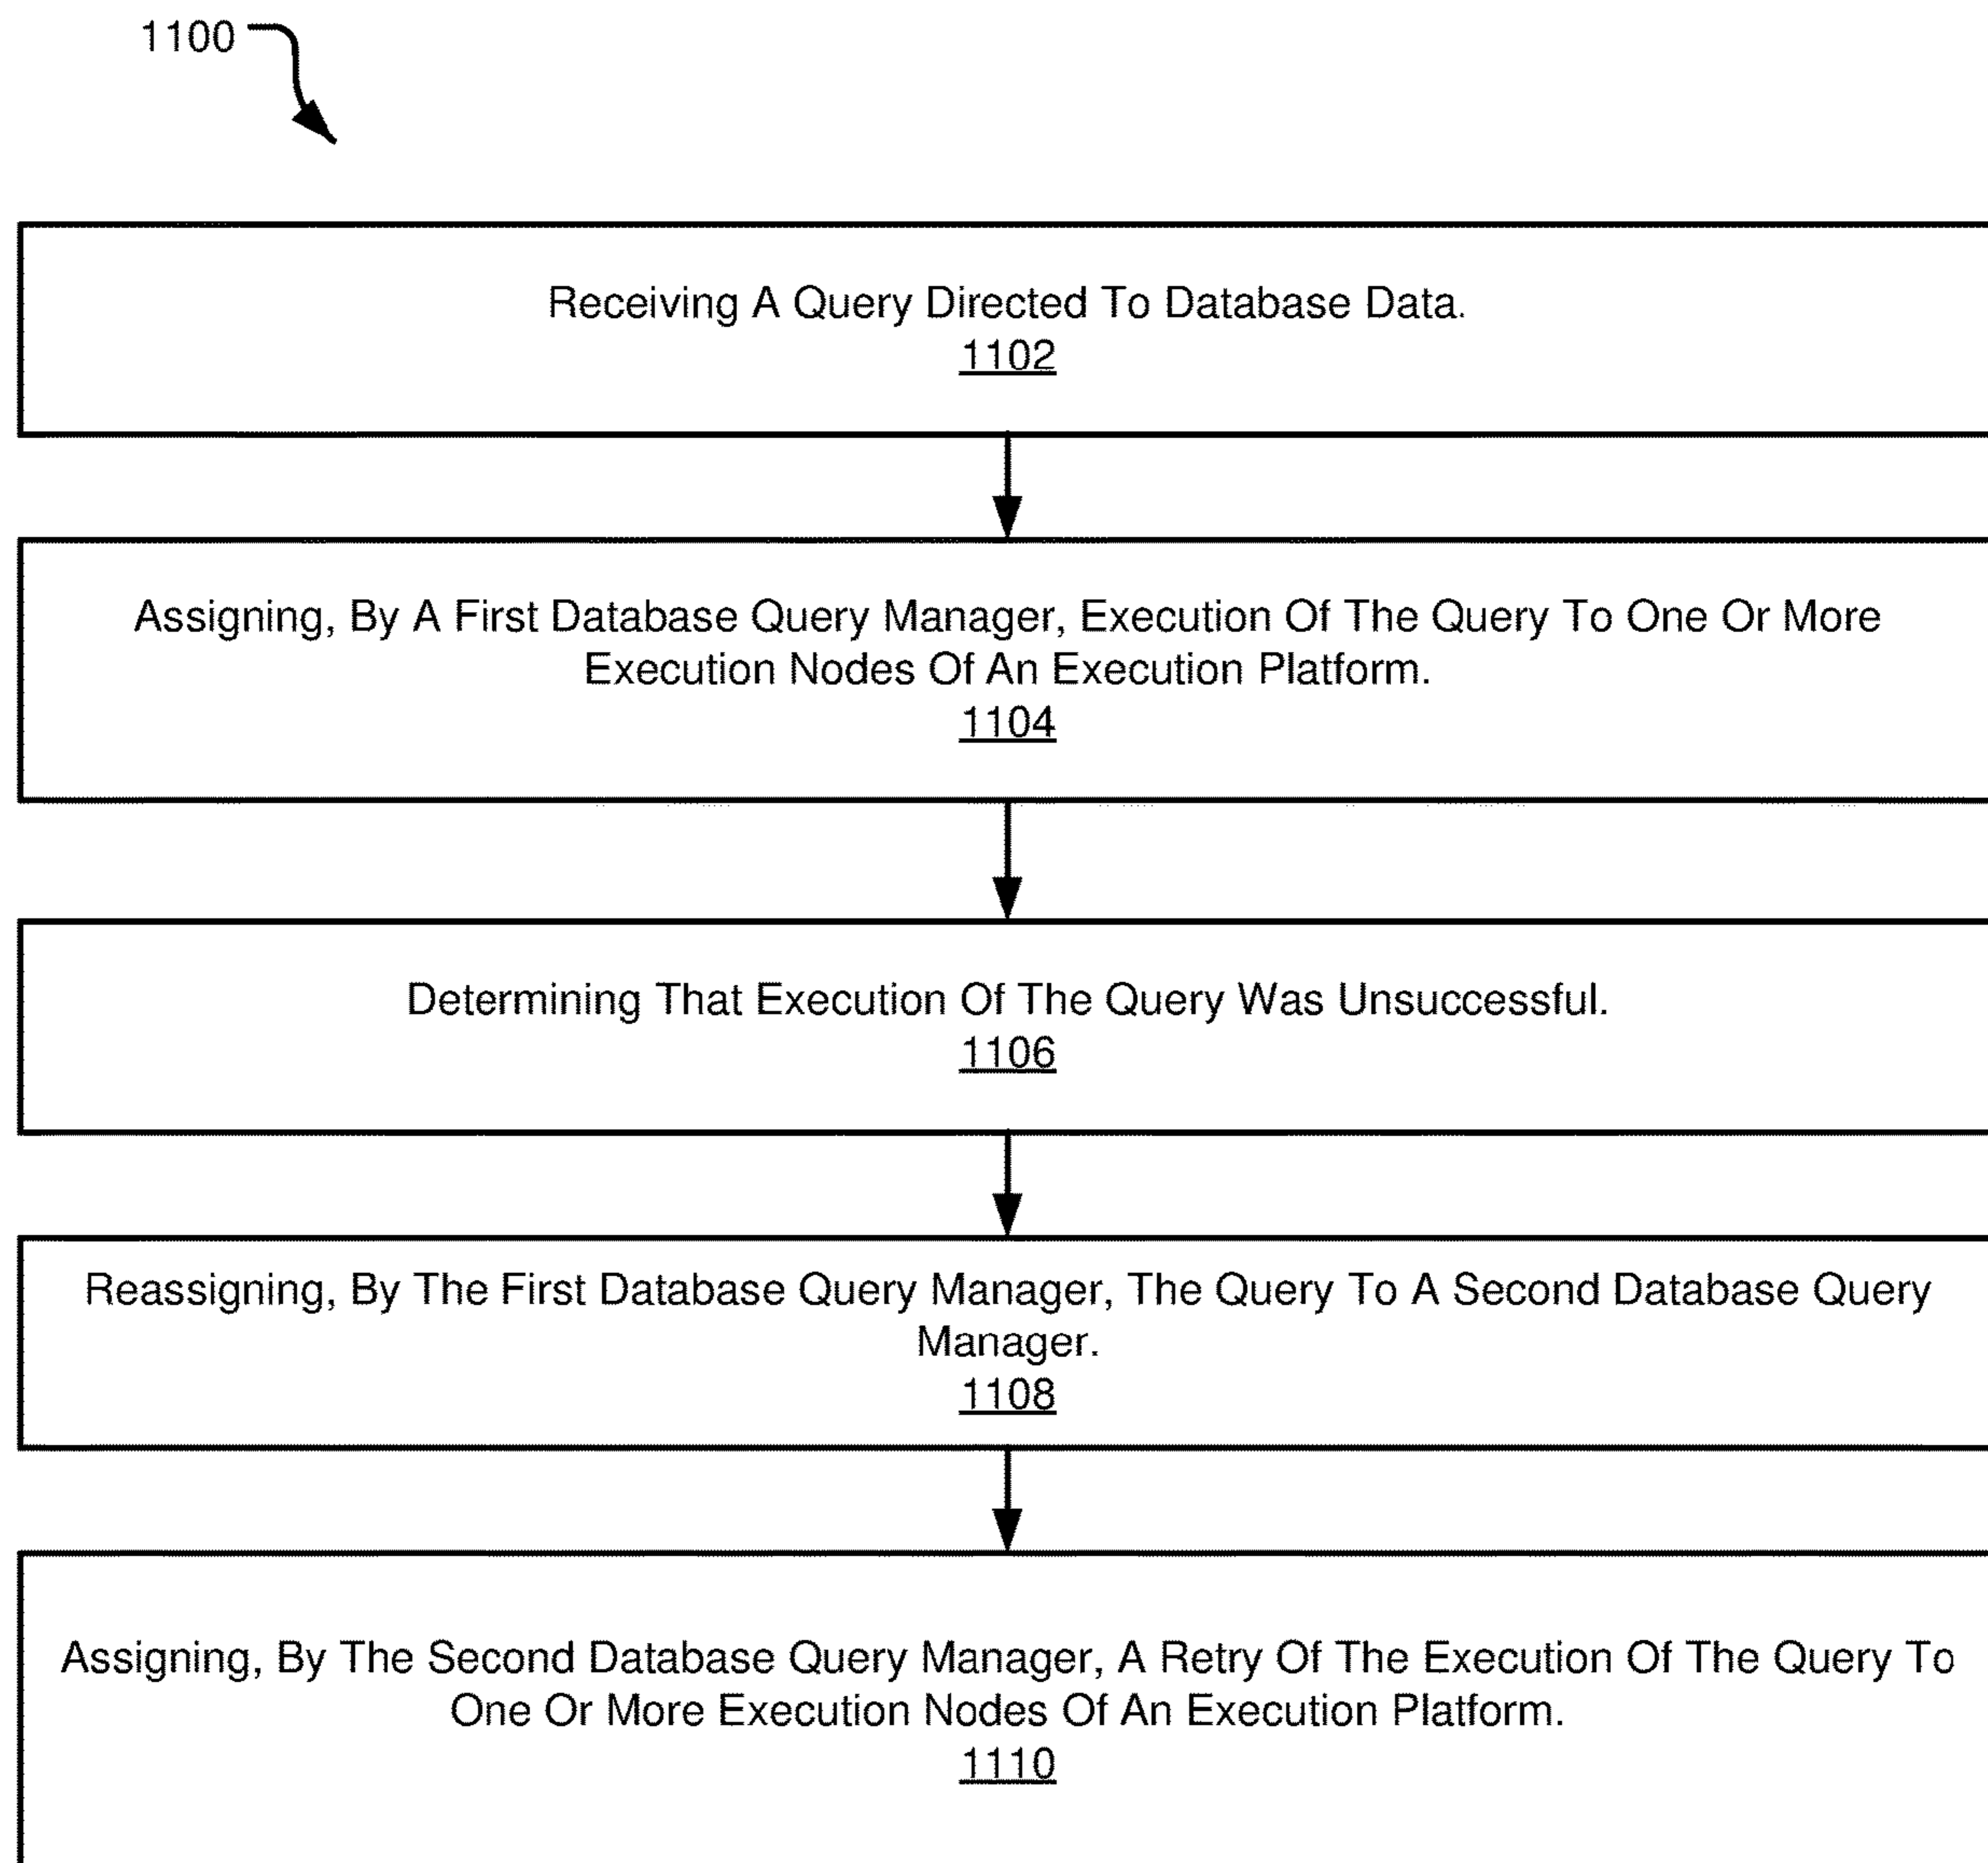 1100
Receiving A Query Directed To Database Data.
1102
Assigning, By A First Database Query Manager, Execution Of The Query To One Or More
Execution Nodes Of An Execution Platform.
1104
Determining That Execution Of The Query Was Unsuccessful.
1106
Reassigning, By The First Database Query Manager, The Query To A Second Database Query
Manager.
1108
Assigning, By The Second Database Query Manager, A Retry Of The Execution Of The Query To
One Or More Execution Nodes Of An Execution Platform.
1110